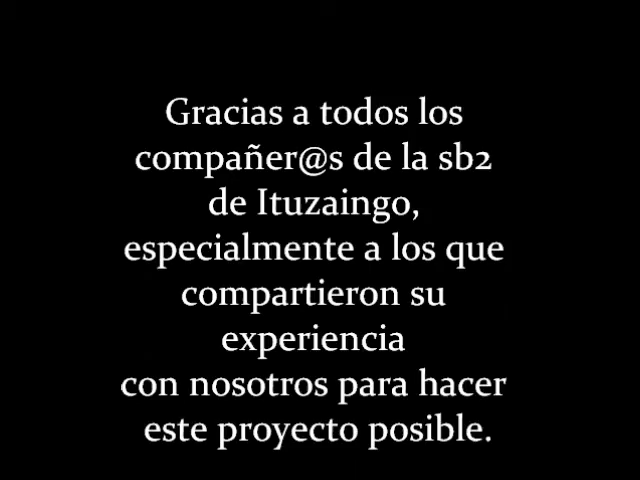 Gracias a todos los
compañer@s de la sb2
de Ituzaingo,
especialmente a los que
compartieron su
experiencia
con nosotros para hacer
este proyecto posible.